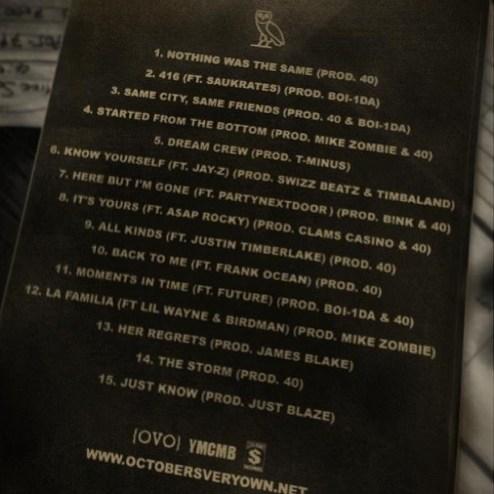 1. NOTHING WAS THE SAME (PROD. 40)
2. 416 (FT. SAUKRATES) (PROD. BOI-1DA)
3. SAME CITY, SAME FRIENDS (PROD. 40 & BOI-1DA)
4. STARTED FROM THE BOTTOM (PROD. MIKE ZOMBIE & 40)
5. DREAM CREW (PROD. T-MINUS)
6. KNOW YOURSELF (FT. JAY-Z) (PROD. SWIZZ BEATZ & TIMBALAND)
7. HERE BUT I'M GONE (FT. PARTYNEXTDOOR) (PROD. B!NK & 40)
8. IT'S YOURS (FT. ASAP ROCKY) (PROD. CLAMS CASINO & 40)
9. ALL KINDS (FT. JUSTIN TIMBERLAKE) (PROD. 40)
10. BACK TO ME (FT. FRANK OCEAN) (PROD. 40)
11. MOMENTS IN TIME (FT. FUTURE) (PROD. BOI-1DA & 40)
12. LA FAMILIA (FT LIL WAYNE & BIRDMAN) (PROD. MIKE ZOMBIE)
13. HER REGRETS (PROD. JAMES BLAKE)
14. THE STORM (PROD. 40)
15. JUST KNOW (PROD. JUST BLAZE)
[OVO] YMCMB
WWW.OCTOBERSVERYOWN.NET